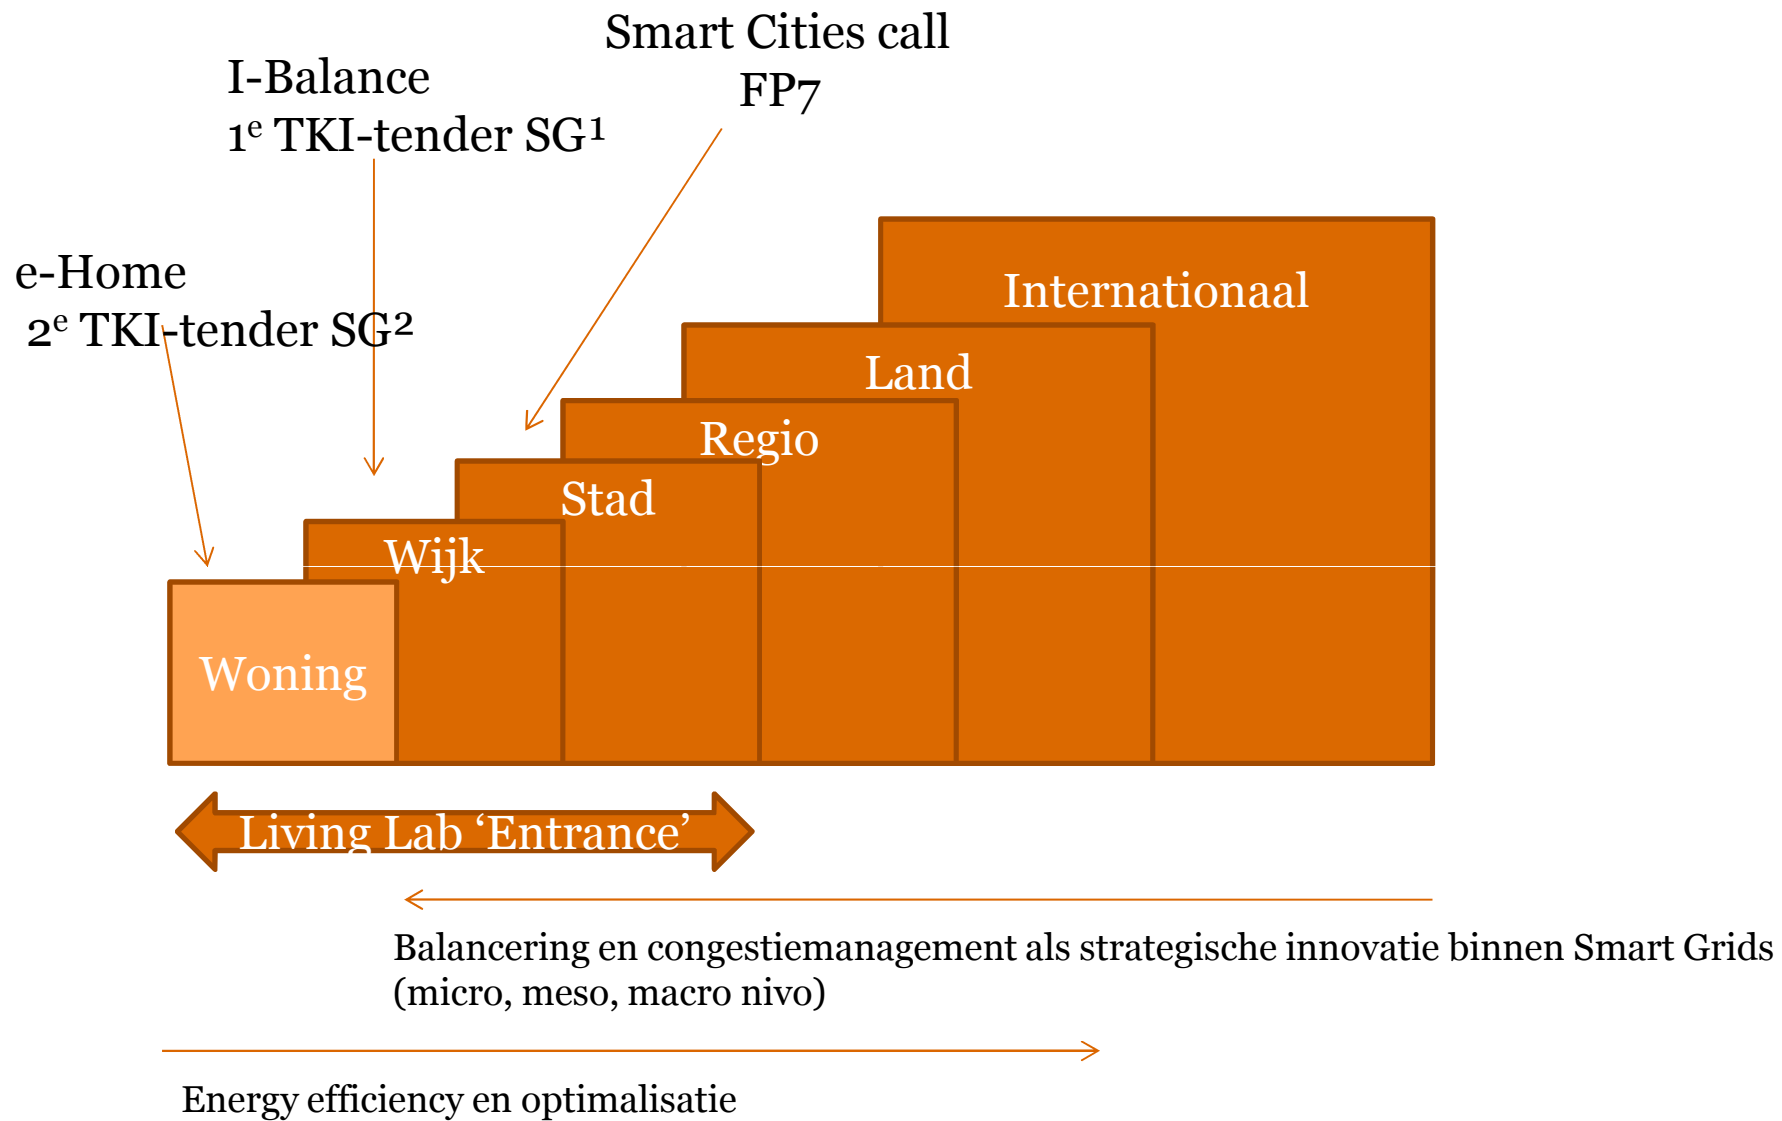 Smart Cities call
FP7
I-Balance
1ᵉ TKI-tender SG¹
e-Home
2ᵉ TKI-tender SG²
Internationaal
Land
Regio
Stad
Wijk
Woning
Living Lab ‘Entrance’
Balancering en congestiemanagement als strategische innovatie binnen Smart Grids
(micro, meso, macro nivo)
Energy efficiency en optimalisatie